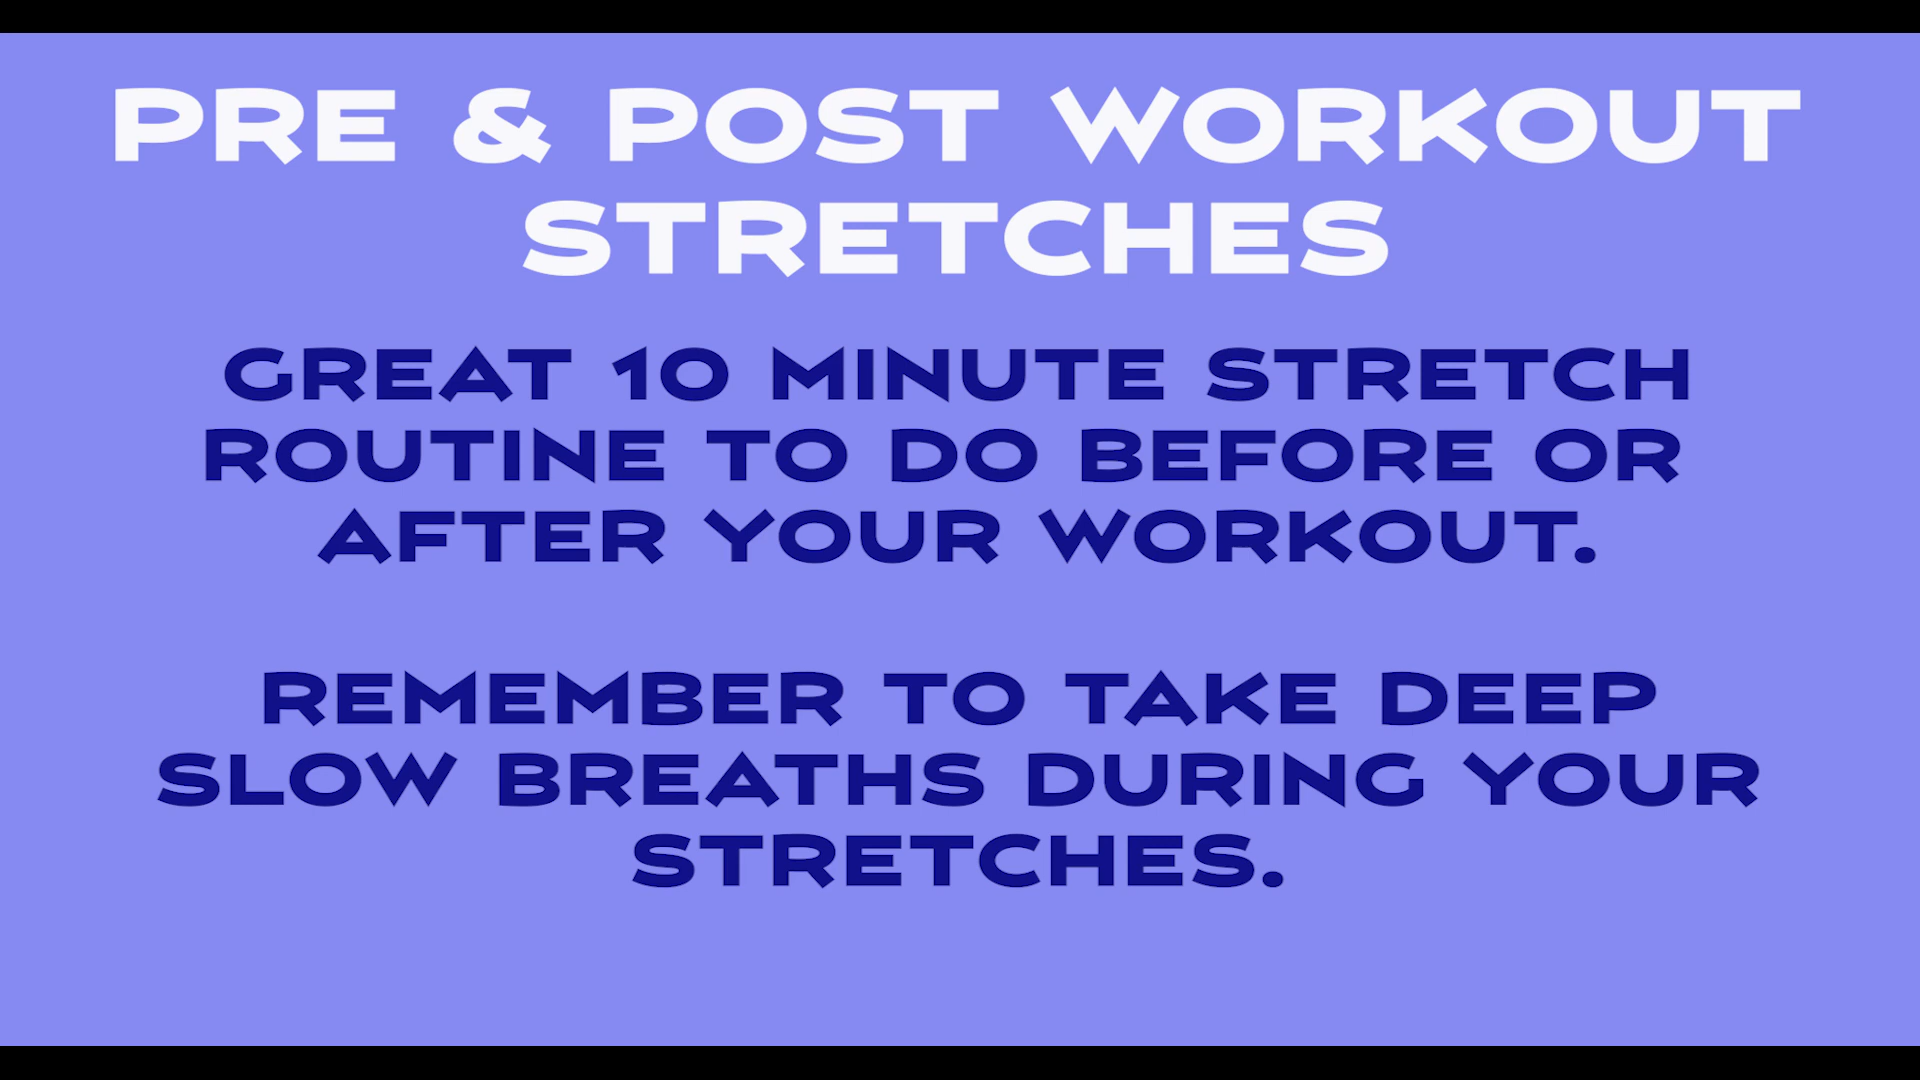 PRE & POST WORKOUT
STRETCHES
GREAT 10 MINUTE STRETCH
ROUTINE TO DO BEFORE OR
AFTER YOUR WORKOUT.
REMEMBER TO TAKE DEEP
SLOW BREATHS DURING YOUR
STRETCHES.